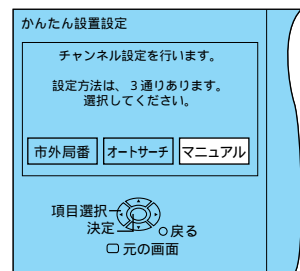 かんたん設置設定
チャンネル設定を行います。
設定方法は、3通りあります。
選択してください。
市外局番 オートサーチ マニュアル
項目選択
決定 戻る
元の画面